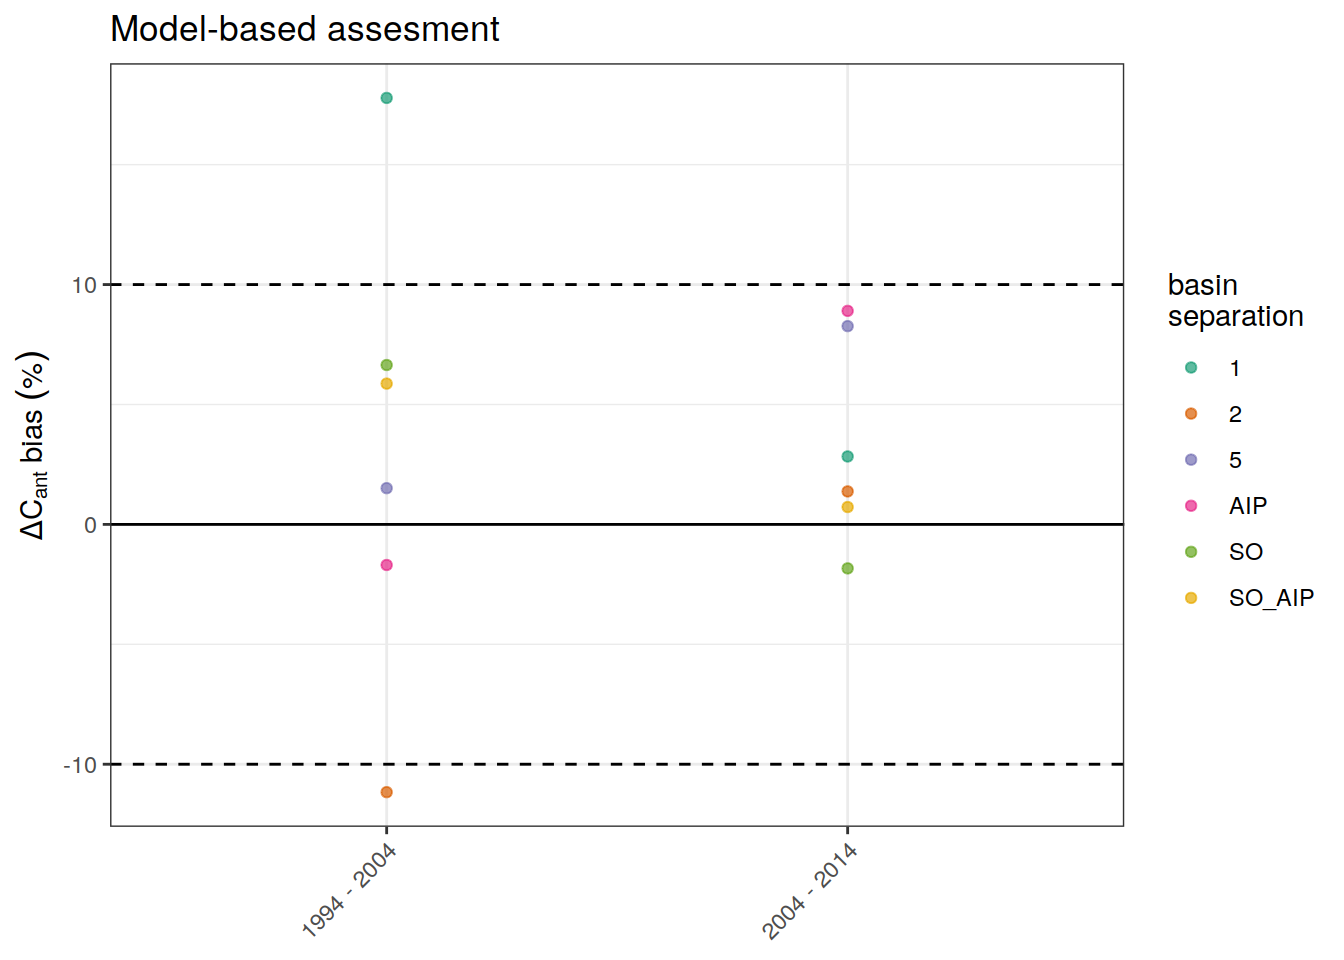 Model-based assesment
10
0
-10
ΔCant bias (%)
1994 - 2004
2004 - 2014
basin
separation
1
2
5
AIP
SO
SO_AIP